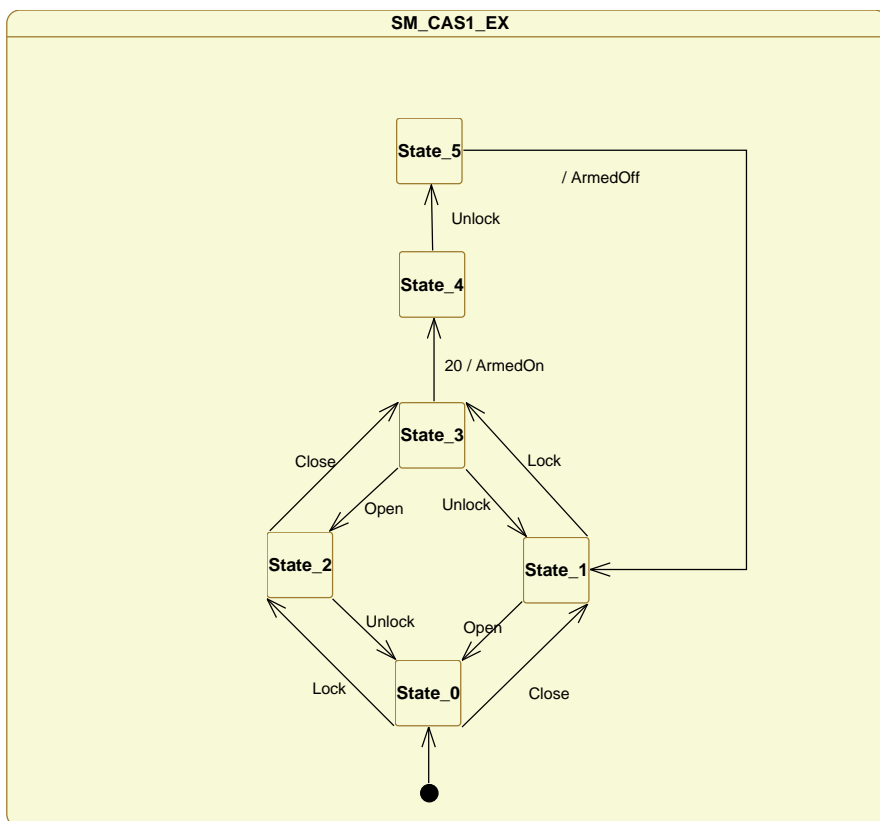 SM_CAS1_EX
State_5
/ ArmedOff
Unlock
State_4
20 / ArmedOn
State_3
Close
Lock
Open
Unlock
State_2
State_1
Unlock
Open
Lock
State_0
Close